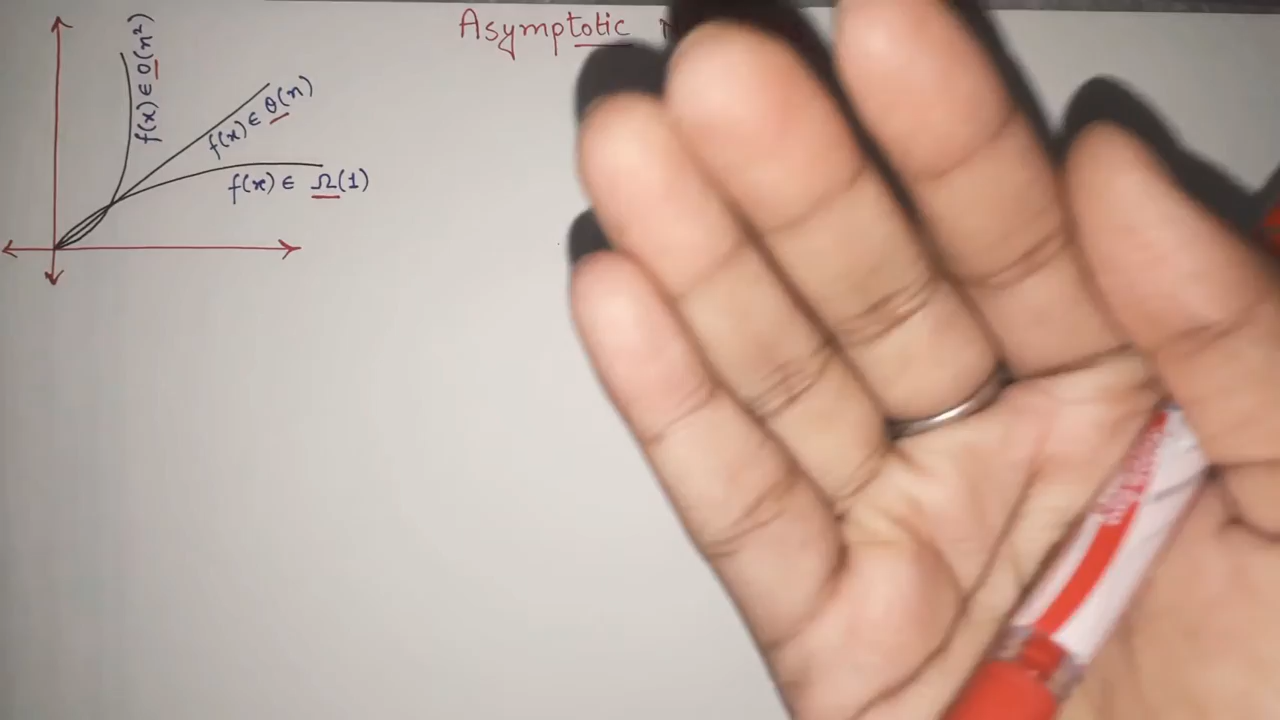 Asymptotic
f(x) ∈ O(n²)
f(x) ∈ θ(n)
f(x) ∈ Ω(1)